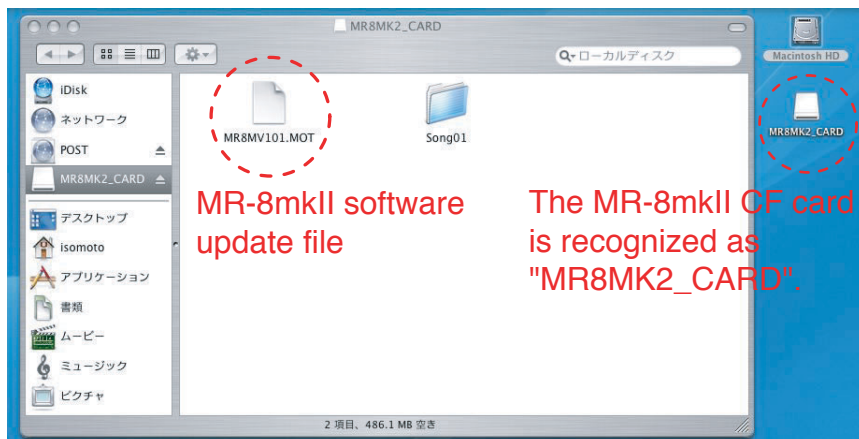 MR8MK2_CARD
ローカルディスク
Macintosh HD
iDisk
ネットワーク
POST
MR8MK2_CARD
デスクトップ
isomoto
アプリケーション
書類
ムービー
ミュージック
ピクチャ
MR8MV101.MOT
Song01
MR8MK2_CARD
MR-8mkII software
update file
The MR-8mkII CF card
is recognized as
"MR8MK2_CARD".
2 項目、486.1 MB 空き